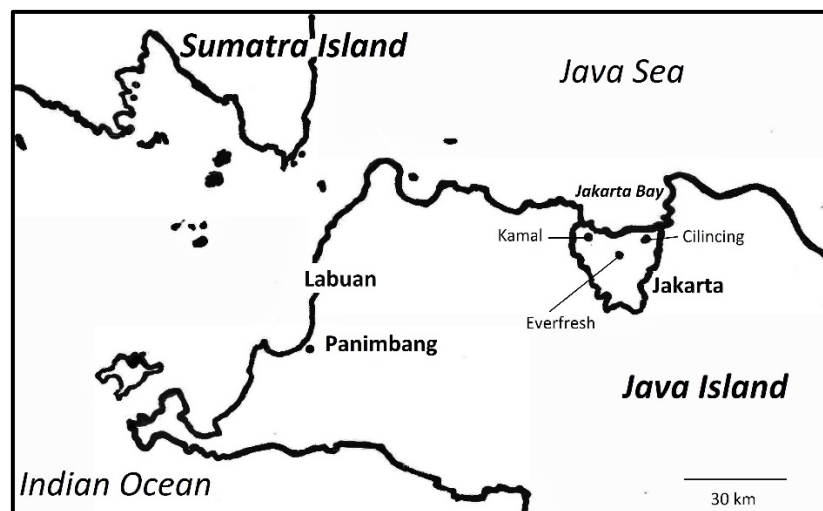 Sumatra Island
Java Sea
Jakarta Bay
Kamal
Cilincing
Labuan
Jakarta
Everfresh
Panimbang
Java Island
Indian Ocean
30 km